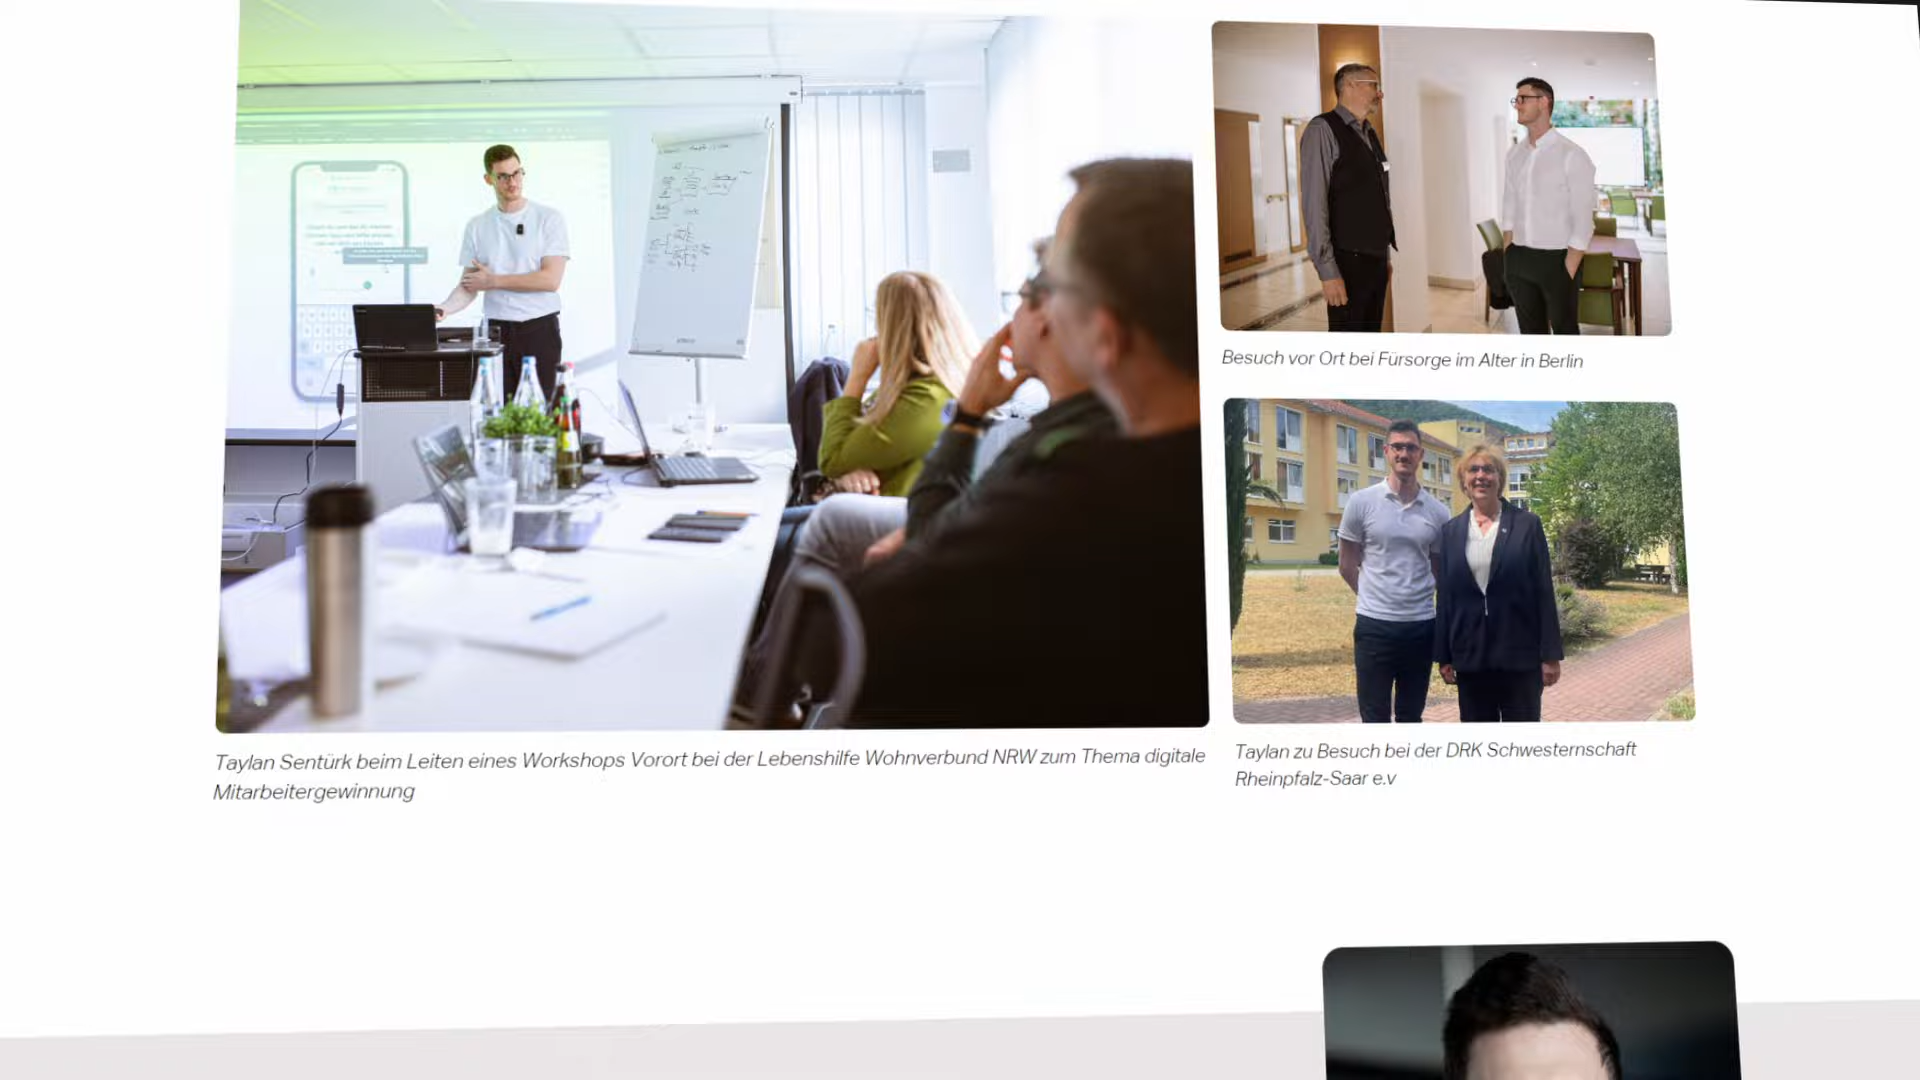 Besuch vor Ort bei Fürsorge im Alter in Berlin
Taylan Sentürk beim Leiten eines Workshops Vorort bei der Lebenshilfe Wohnverbund NRW zum Thema digitale
Mitarbeitergewinnung
Taylan zu Besuch bei der DRK Schwesternschaft
Rheinpfalz-Saar e.v